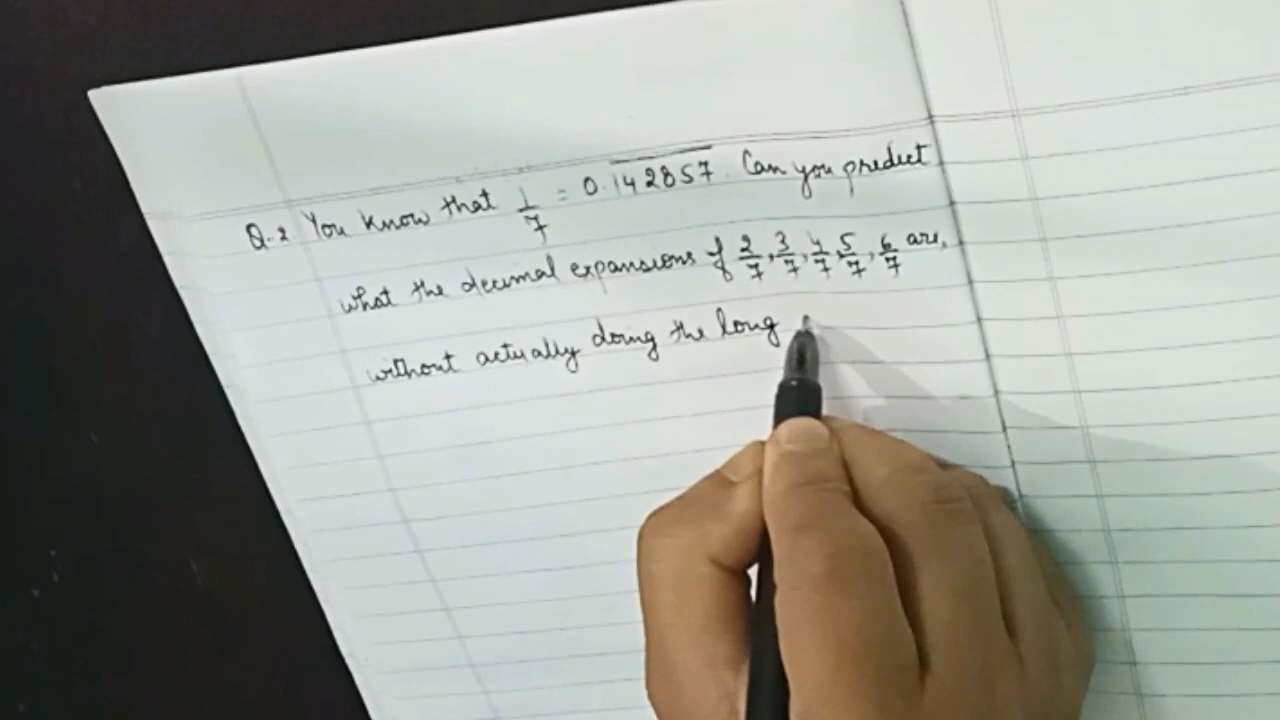 Q.2 You know that 1/7 = 0.\overline{142857}. Can you predict
what the decimal expansions of 2/7, 3/7, 4/7, 5/7, 6/7 are,
without actually doing the long